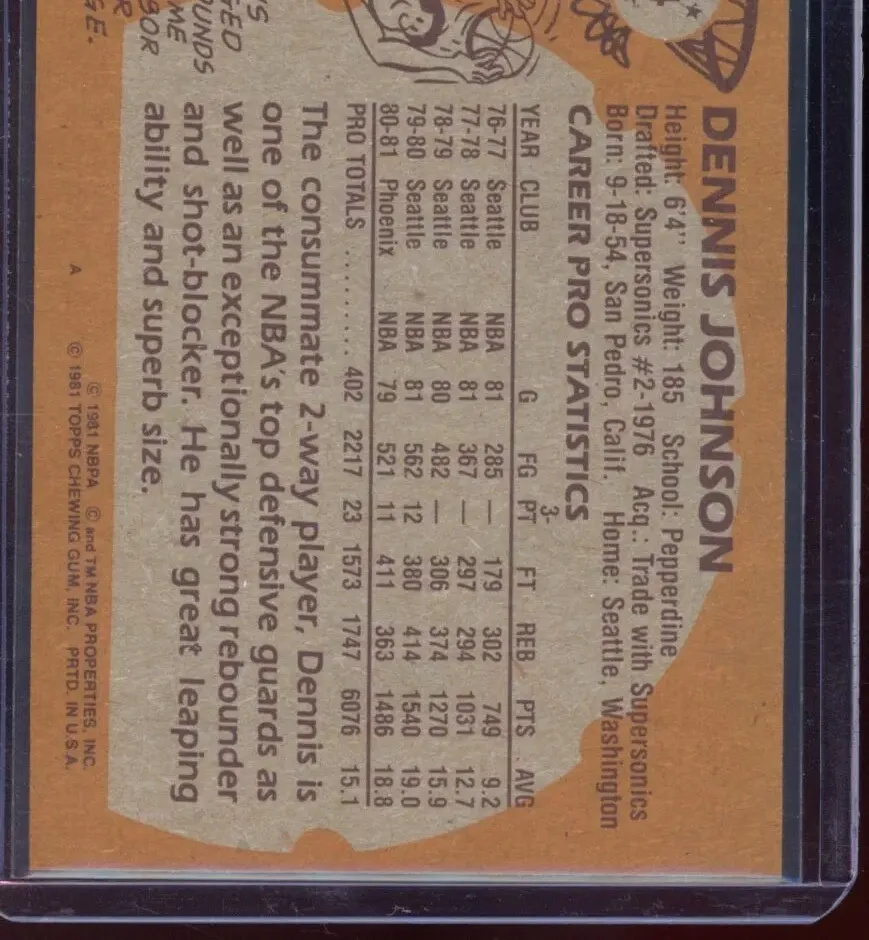 DENNIS JOHNSON
Height: 6'4" Weight: 185 School: Pepperdine
Drafted: Supersonics #2-1976 Acq.: Trade with Supersonics
Born: 9-18-54, San Pedro, Calif. Home: Seattle, Washington
CAREER PRO STATISTICS
3-
YEAR CLUB G FG PT FT REB PTS AVG
76-77 Seattle NBA 81 285 — 179 302 749 9.2
77-78 Seattle NBA 81 367 — 297 294 1031 12.7
78-79 Seattle NBA 80 482 — 306 374 1270 15.9
79-80 Seattle NBA 81 562 12 380 414 1540 19.0
80-81 Phoenix NBA 79 521 11 411 363 1486 18.8
PRO TOTALS .......... 402 2217 23 1573 1747 6076 15.1
The consummate 2-way player, Dennis is
one of the NBA's top defensive guards as
well as an exceptionally strong rebounder
and shot-blocker. He has great leaping
ability and superb size.
'S
GED
OUNDS
ME
SOR
R
GE.
© 1981 NBPA © and TM NBA PROPERTIES, INC.
A © 1981 TOPPS CHEWING GUM, INC. PRTD. IN U.S.A.